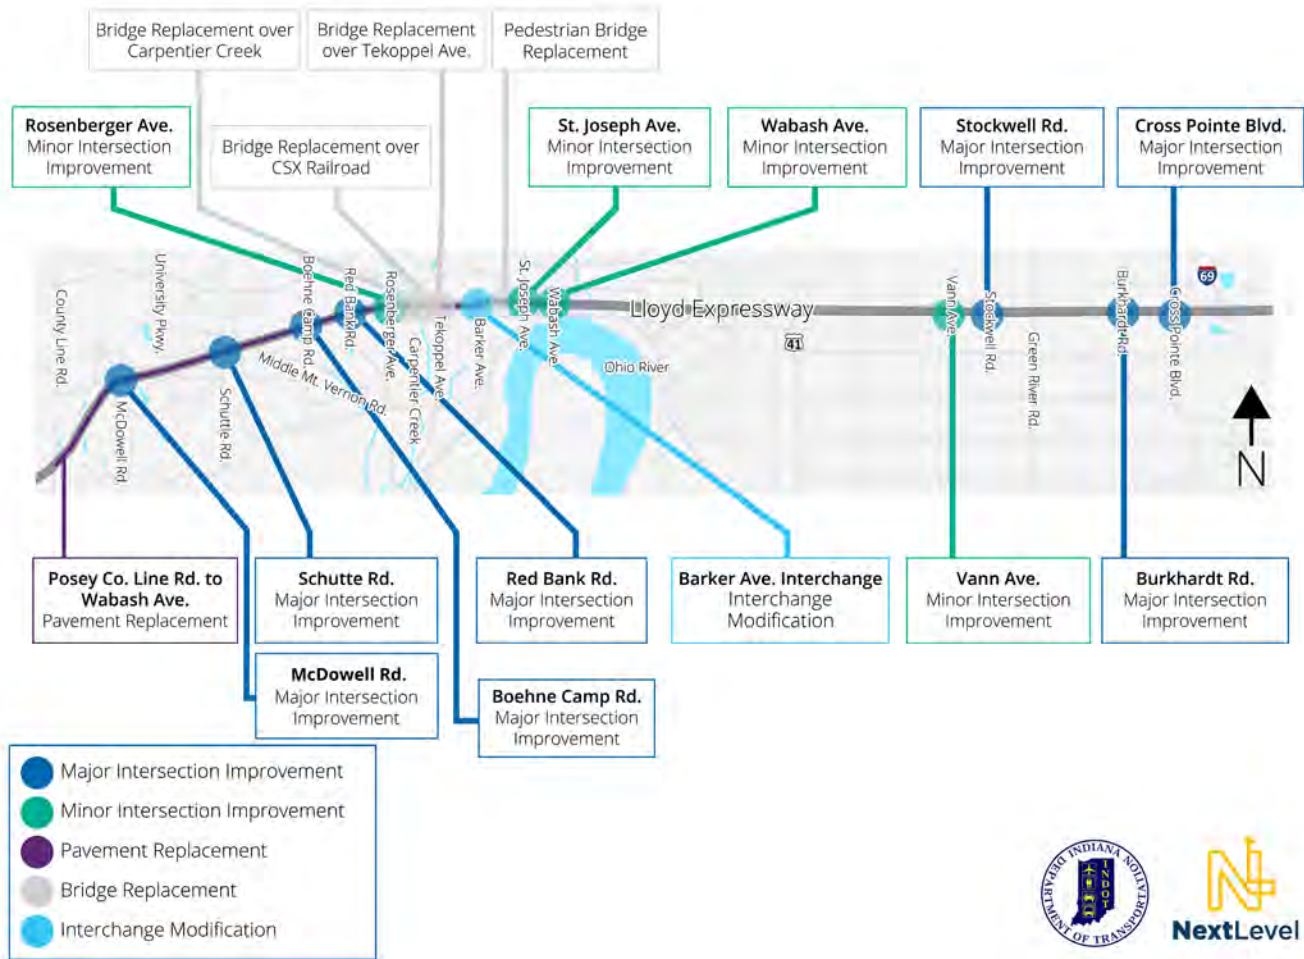 Bridge Replacement over
Carpentier Creek
Bridge Replacement
over Tekoppel Ave.
Pedestrian Bridge
Replacement
Rosenberger Ave.
Minor Intersection
Improvement
Bridge Replacement over
CSX Railroad
St. Joseph Ave.
Minor Intersection
Improvement
Wabash Ave.
Minor Intersection
Improvement
Stockwell Rd.
Major Intersection
Improvement
Cross Pointe Blvd.
Major Intersection
Improvement
County Line Rd.
University Pkwy.
McDowell Rd.
Schuttle Rd.
Boehne Camp Rd.
Red Bank Rd.
Middle Mt. Vernon Rd.
Rosenberger Ave.
Carpentier Creek
Tekoppel Ave.
Barker Ave.
St. Joseph Ave.
Wabash Ave.
Ohio River
Lloyd Expressway
41
Vann Ave.
Stockwell Rd.
Green River Rd.
Burkhardt Rd.
Cross Pointe Blvd.
69
N
Posey Co. Line Rd. to
Wabash Ave.
Pavement Replacement
Schutte Rd.
Major Intersection
Improvement
Red Bank Rd.
Major Intersection
Improvement
Barker Ave. Interchange
Interchange
Modification
Vann Ave.
Minor Intersection
Improvement
Burkhardt Rd.
Major Intersection
Improvement
McDowell Rd.
Major Intersection
Improvement
Boehne Camp Rd.
Major Intersection
Improvement
Major Intersection Improvement
Minor Intersection Improvement
Pavement Replacement
Bridge Replacement
Interchange Modification
INDIANA
DEPARTMENT OF TRANSPORTATION
INDOT
NextLevel